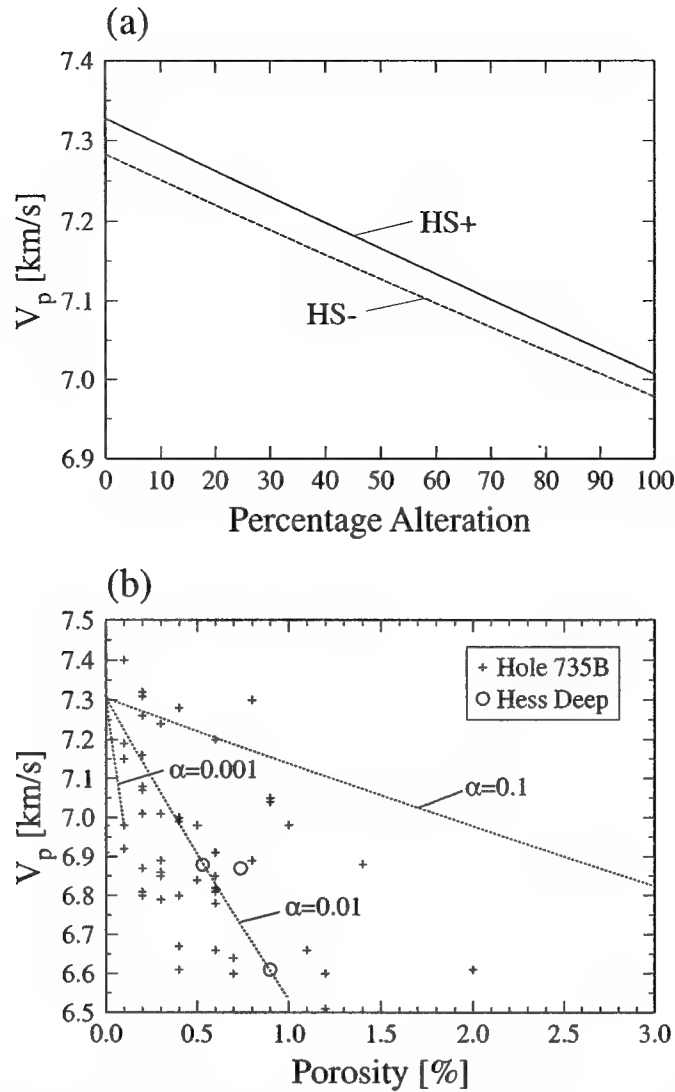 (a)
7.4
7.3
7.2
7.1
7.0
6.9
V_p [km/s]
HS+
HS-
0 10 20 30 40 50 60 70 80 90 100
Percentage Alteration
(b)
7.5
7.4
7.3
7.2
7.1
7.0
6.9
6.8
6.7
6.6
6.5
V_p [km/s]
+ Hole 735B
○ Hess Deep
α=0.001
α=0.1
α=0.01
0.0 0.5 1.0 1.5 2.0 2.5 3.0
Porosity [%]